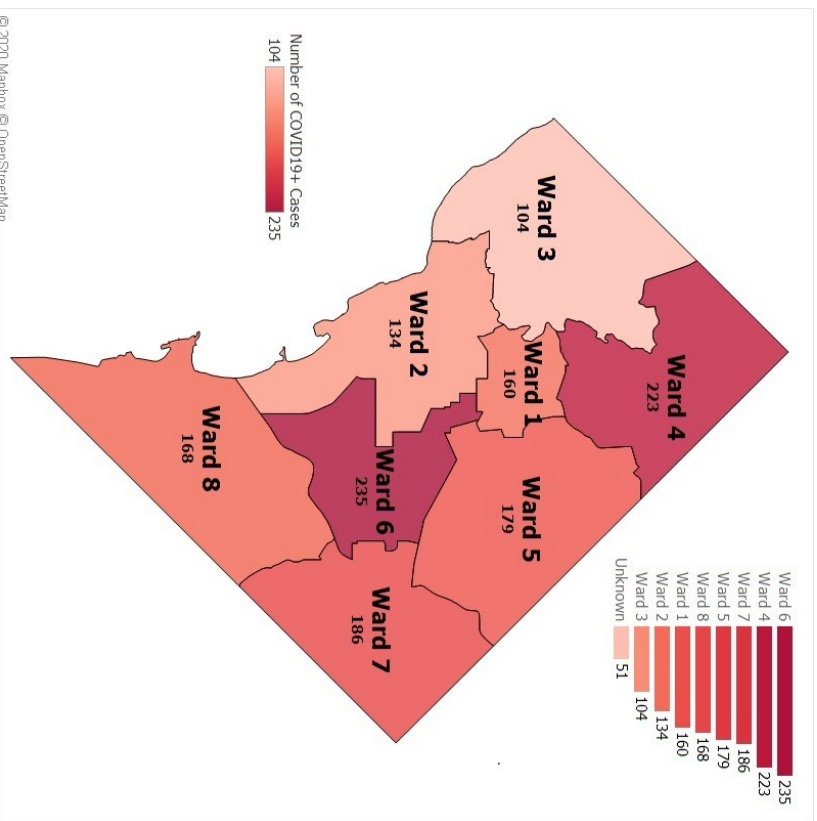 Ward 6 235
Ward 4 223
Ward 7 186
Ward 5 179
Ward 8 168
Ward 1 160
Ward 2 134
Ward 3 104
Unknown 51
Ward 4
223
Ward 3
104
Ward 1
160
Ward 5
179
Ward 2
134
Ward 6
235
Ward 7
186
Ward 8
168
Number of COVID19+ Cases
104 235
© 2020 Mapbox © OpenStreetMap